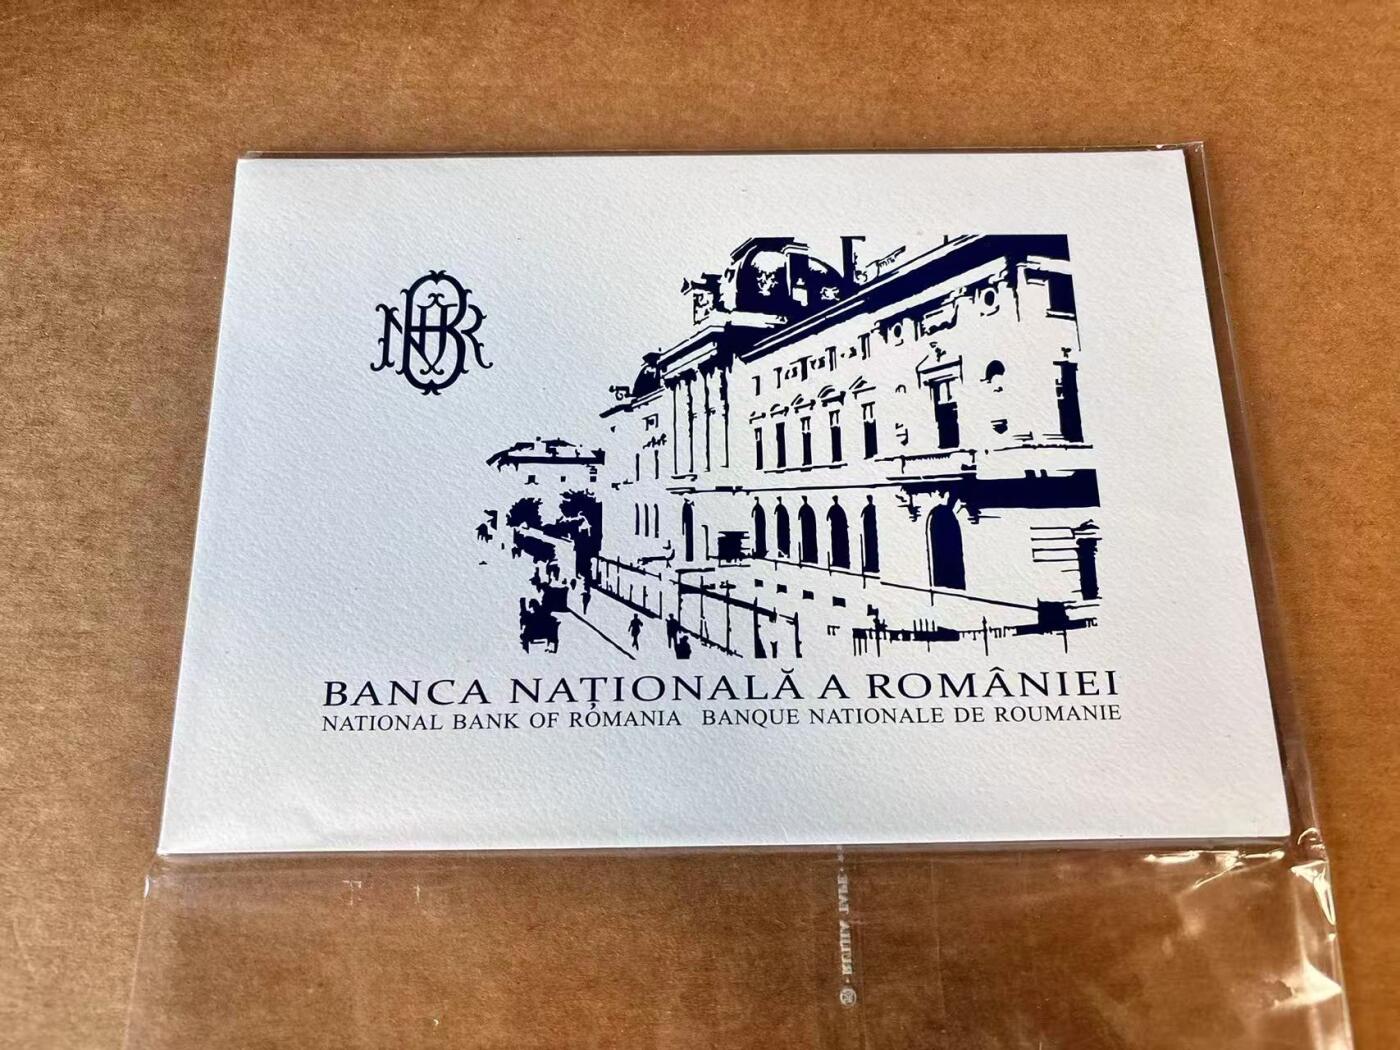 BNR
BANCA NAȚIONALĂ A ROMÂNIEI
NATIONAL BANK OF ROMANIA BANQUE NATIONALE DE ROUMANIE